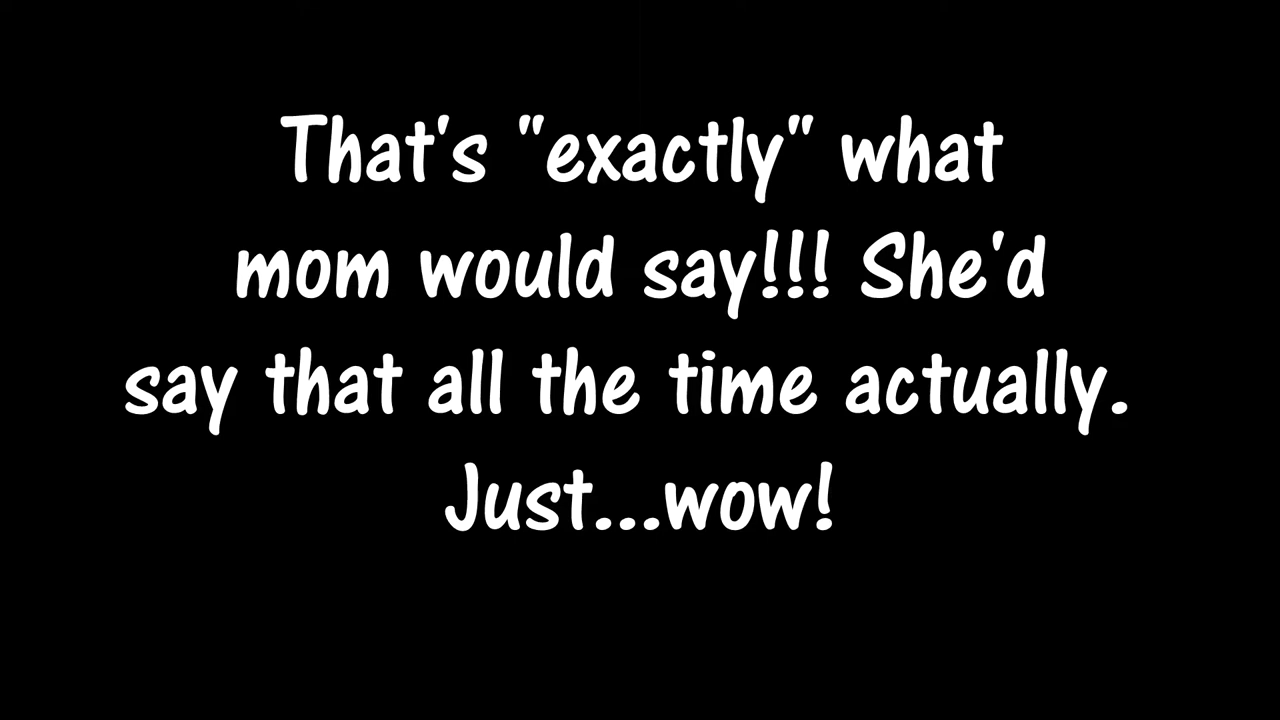 That's "exactly" what
mom would say!!! She'd
say that all the time actually.
Just...wow!